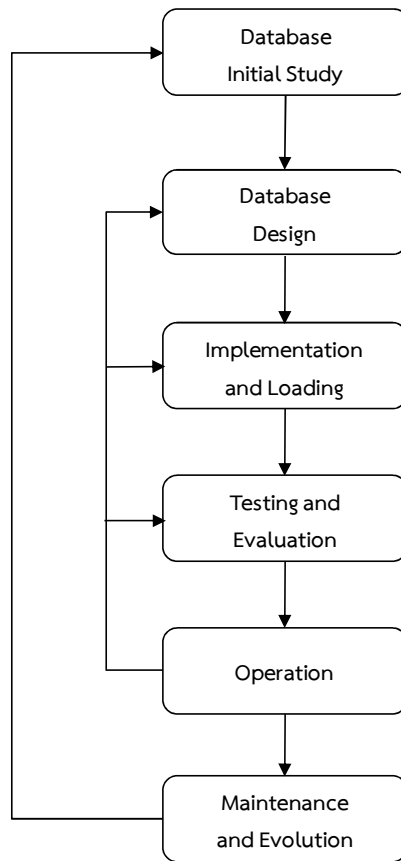 Database
Initial Study
Database
Design
Implementation
and Loading
Testing and
Evaluation
Operation
Maintenance
and Evolution